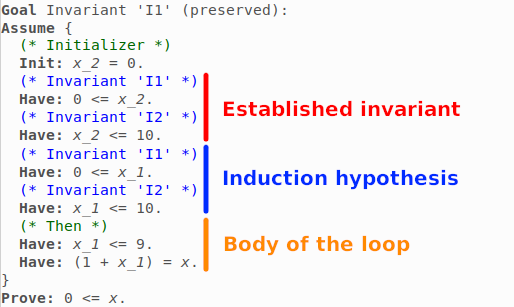 Goal Invariant 'I1' (preserved):
Assume {
(* Initializer *)
Init: x_2 = 0.
(* Invariant 'I1' *)
Have: 0 <= x_2.
(* Invariant 'I2' *)
Have: x_2 <= 10.
Established invariant
(* Invariant 'I1' *)
Have: 0 <= x_1.
(* Invariant 'I2' *)
Have: x_1 <= 10.
Induction hypothesis
(* Then *)
Have: x_1 <= 9.
Have: (1 + x_1) = x.
Body of the loop
}
Prove: 0 <= x.